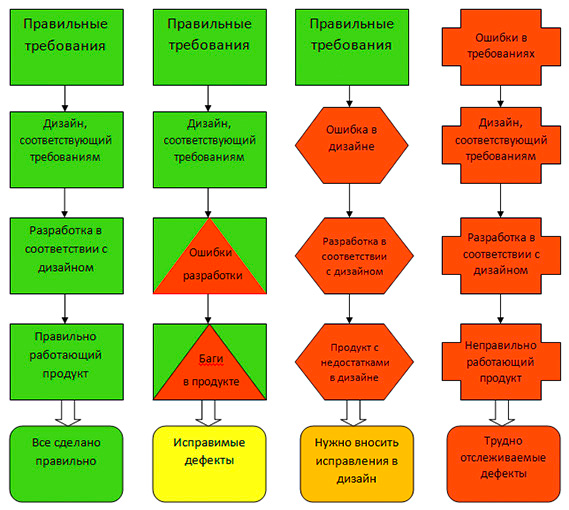 Правильные
требования
Дизайн,
соответствующий
требованиям
Разработка в
соответствии с
дизайном
Правильно
работающий
продукт
Все сделано
правильно
Правильные
требования
Дизайн,
соответствующий
требованиям
Ошибки
разработки
Баги
в продукте
Исправимые
дефекты
Правильные
требования
Ошибка в
дизайне
Разработка в
соответствии
с дизайном
Продукт с
недостатками
в дизайне
Нужно вносить
исправления в
дизайн
Ошибки в
требованиях
Дизайн,
соответствующий
требованиям
Разработка в
соответствии с
дизайном
Неправильно
работающий
продукт
Трудно
отслеживаемые
дефекты